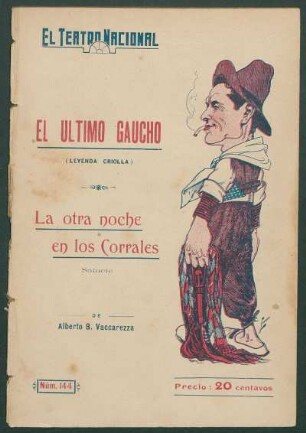 EL TEATRO NACIONAL
EL ULTIMO GAUCHO
(LEYENDA CRIOLLA)
La otra noche
en los Corrales
Sainete
DE
Alberto B. Vaccarezza
Núm. 144
Precio: 20 centavos